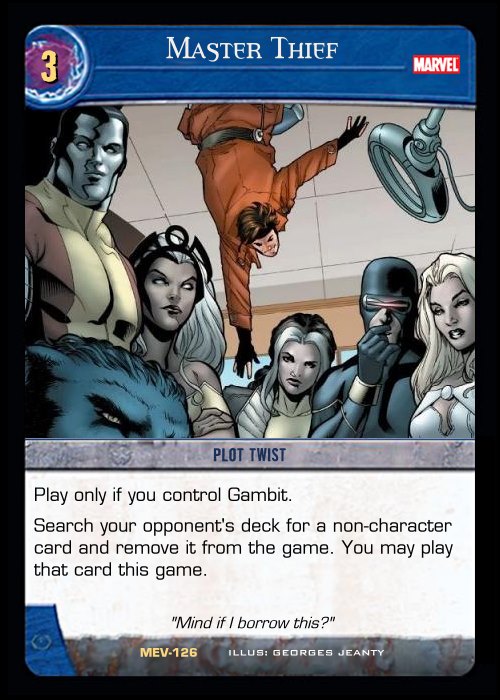 3
Master Thief
MARVEL
PLOT TWIST
Play only if you control Gambit.
Search your opponent's deck for a non-character
card and remove it from the game. You may play
that card this game.
"Mind if I borrow this?"
MEV-126 ILLUS: GEORGES JEANTY